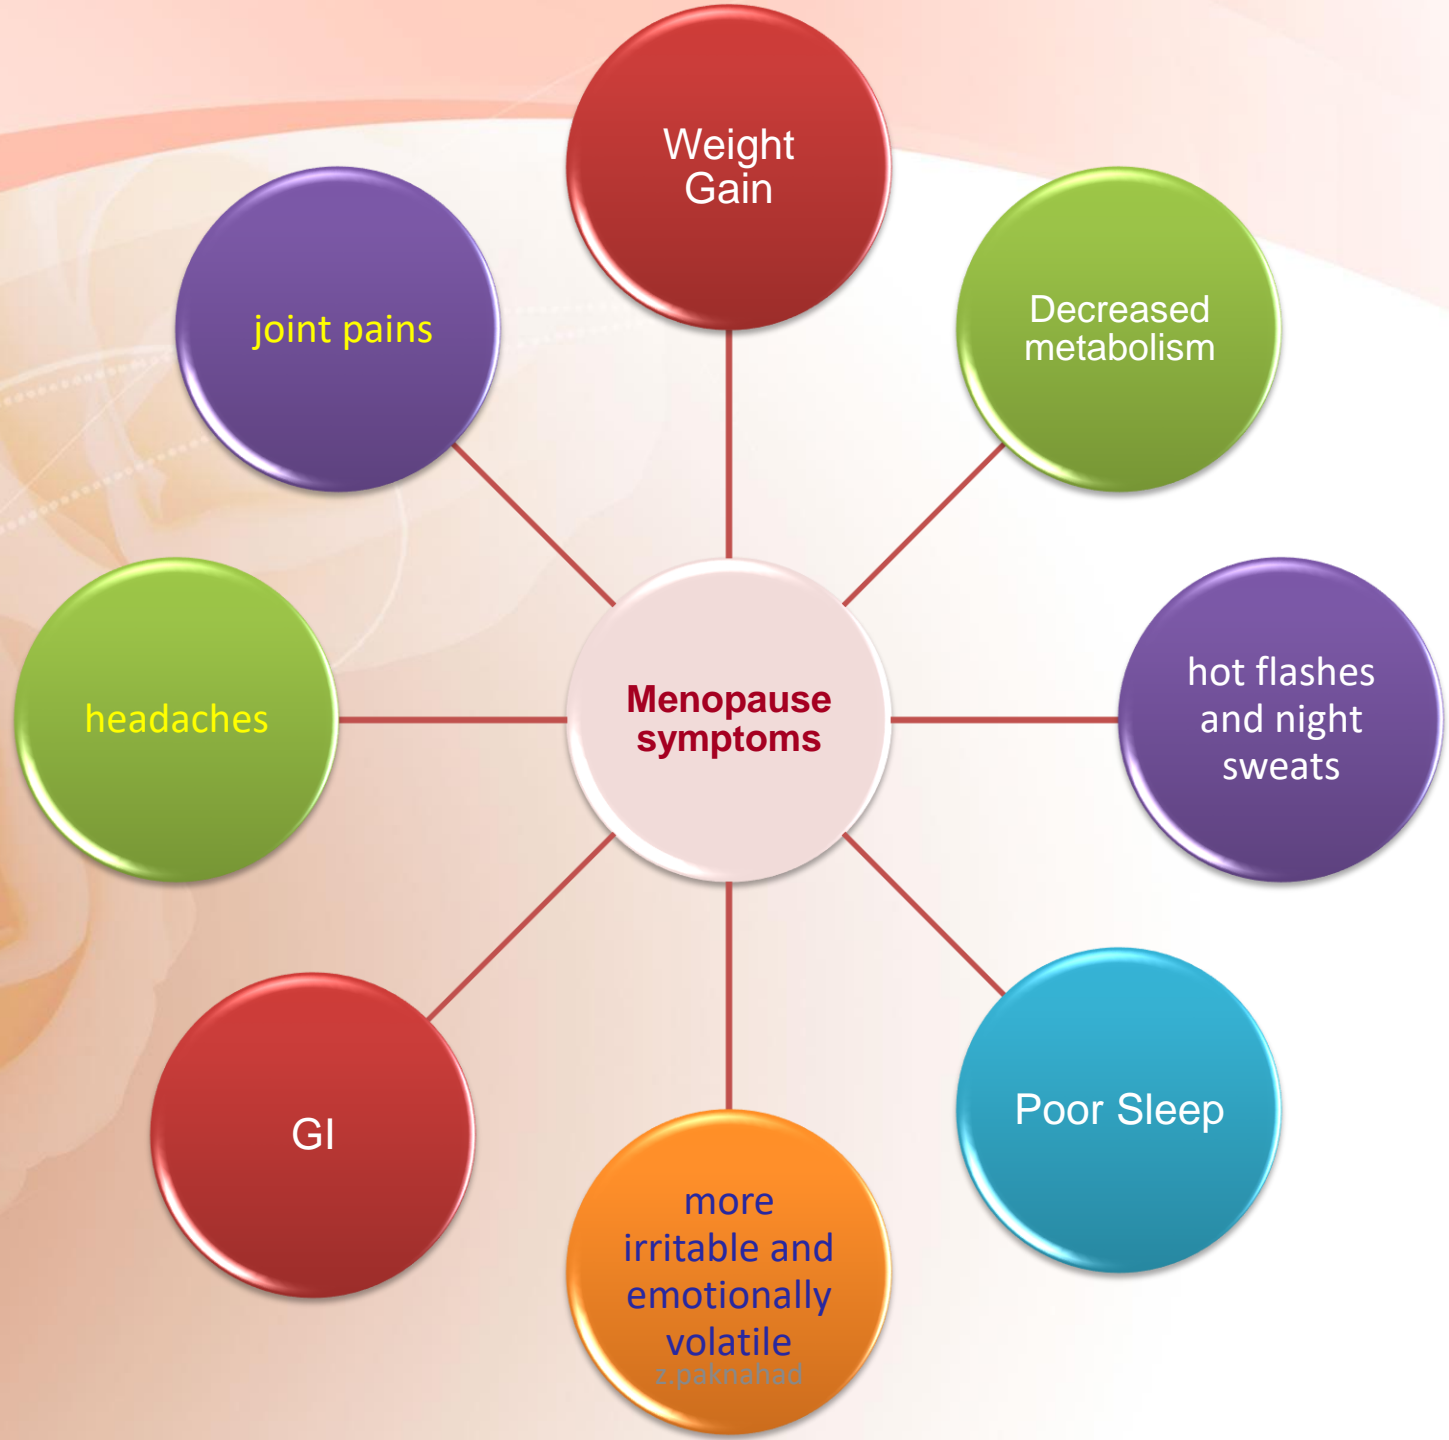 Weight
Gain
joint pains
Decreased
metabolism
headaches
Menopause
symptoms
hot flashes
and night
sweats
GI
Poor Sleep
more
irritable and
emotionally
volatile
z.paknahad